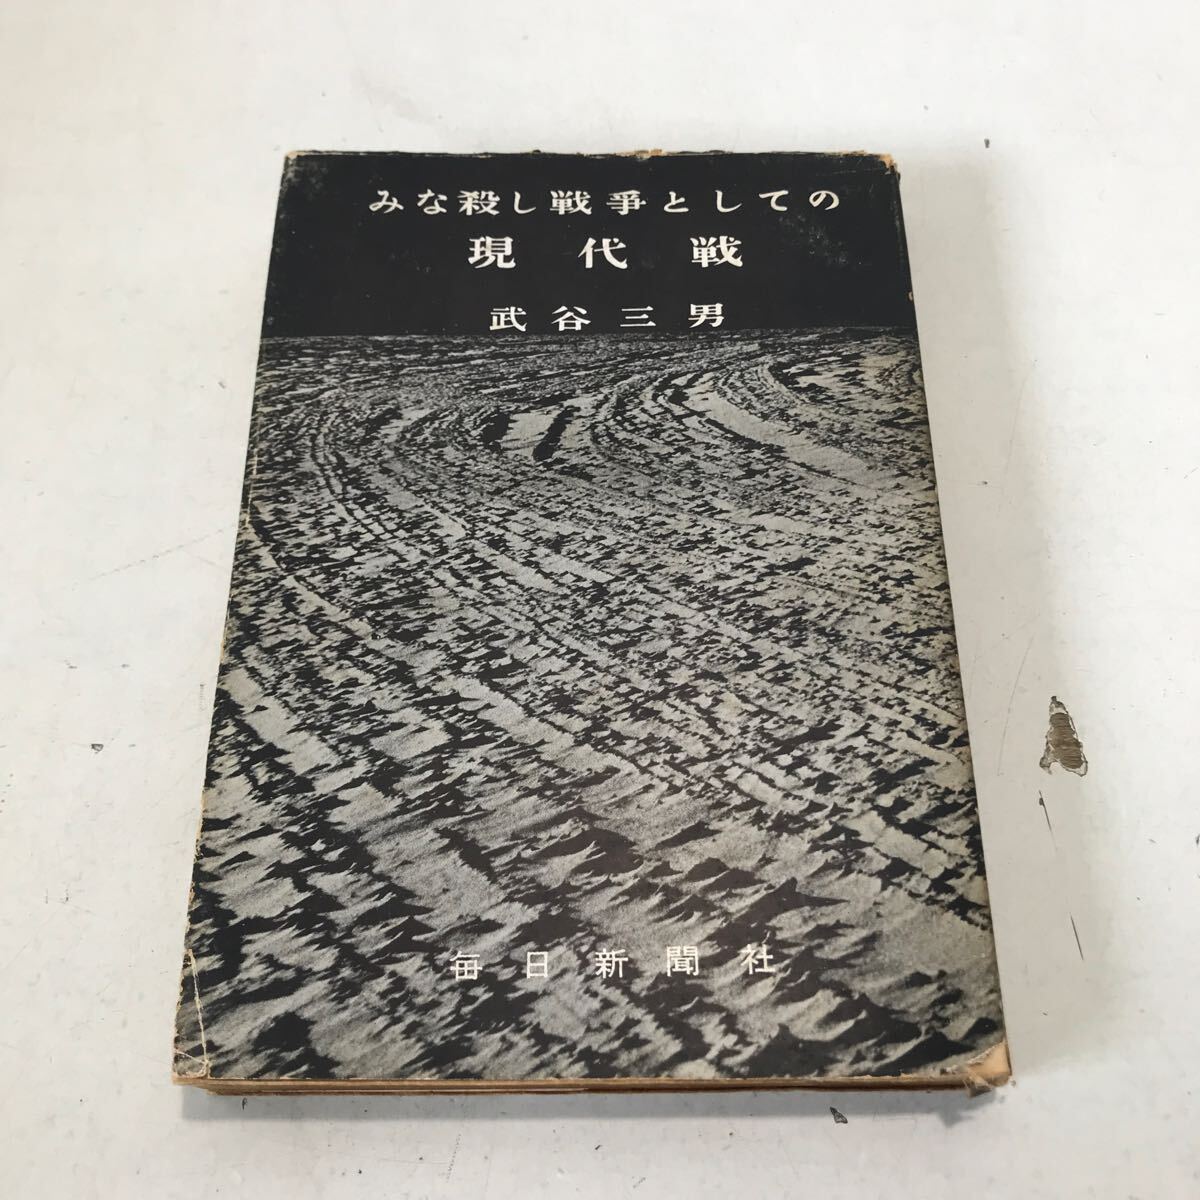 みな殺し戦爭としての
現代戦
武谷三男
毎日新聞社